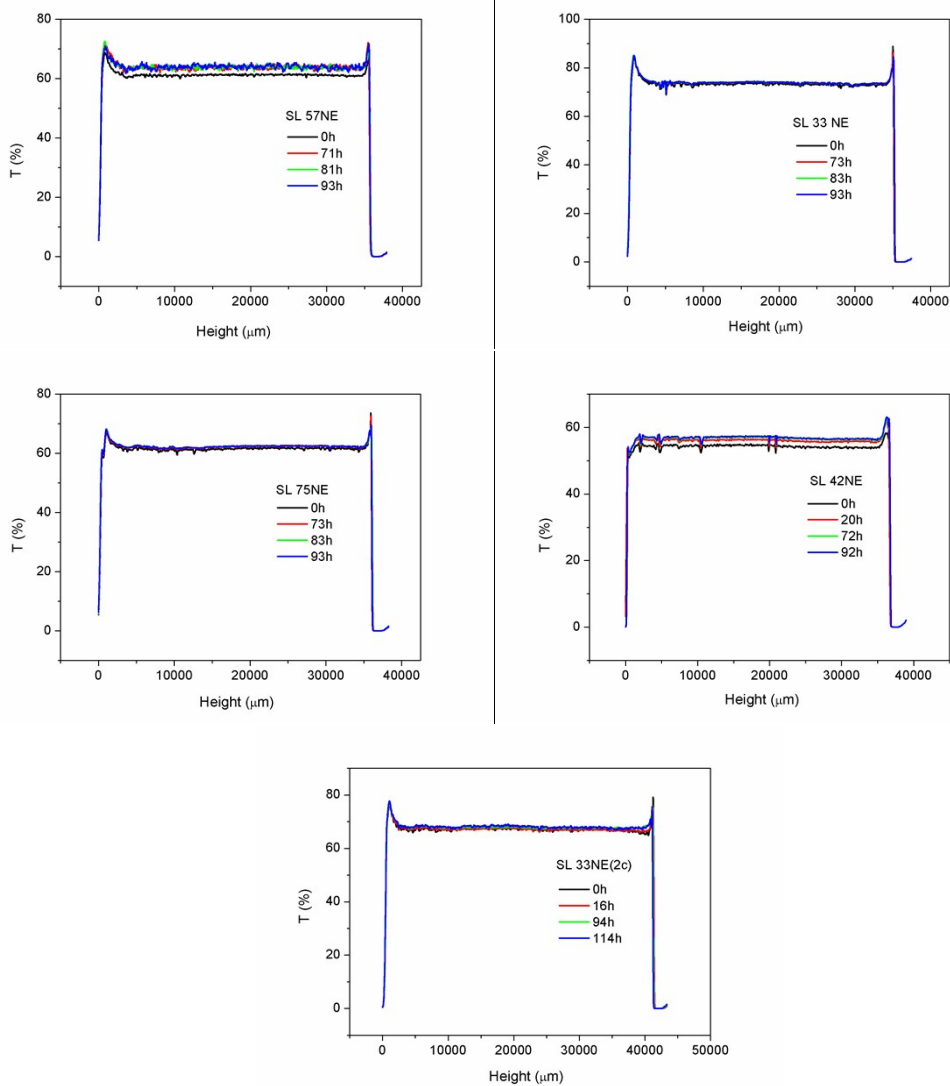 80
60
40
20
0
T (%)
SL 57NE
0h
71h
81h
93h
0 10000 20000 30000 40000
Height (μm)
100
80
60
40
20
0
T (%)
SL 33 NE
0h
73h
83h
93h
0 10000 20000 30000 40000
Height (μm)
80
60
40
20
0
T (%)
SL 75NE
0h
73h
83h
93h
0 10000 20000 30000 40000
Height (μm)
60
40
20
0
T (%)
SL 42NE
0h
20h
72h
92h
0 10000 20000 30000 40000
Height (μm)
80
60
40
20
0
T (%)
SL 33NE(2c)
0h
16h
94h
114h
0 10000 20000 30000 40000 50000
Height (μm)